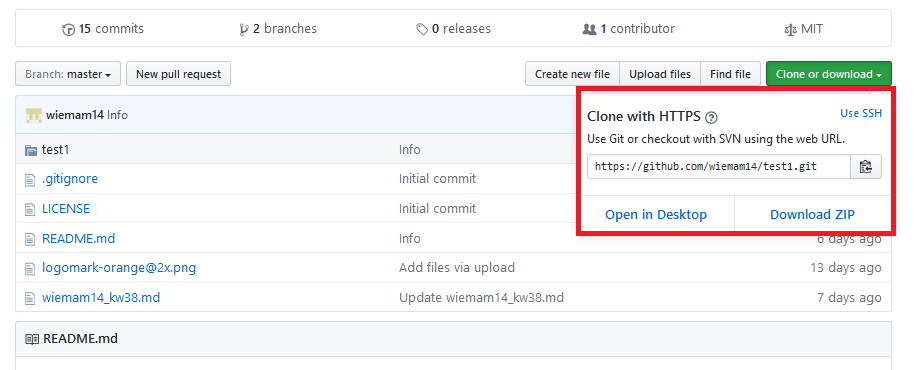 15 commits 2 branches 0 releases 1 contributor MIT
Branch: master New pull request Create new file Upload files Find file Clone or download
wiemam14 Info
Clone with HTTPS ? Use SSH
Use Git or checkout with SVN using the web URL.
https://github.com/wiemam14/test1.git
Open in Desktop Download ZIP
test1 Info
.gitignore Initial commit
LICENSE Initial commit
README.md Info 6 days ago
logomark-orange@2x.png Add files via upload 13 days ago
wiemam14_kw38.md Update wiemam14_kw38.md 7 days ago
README.md